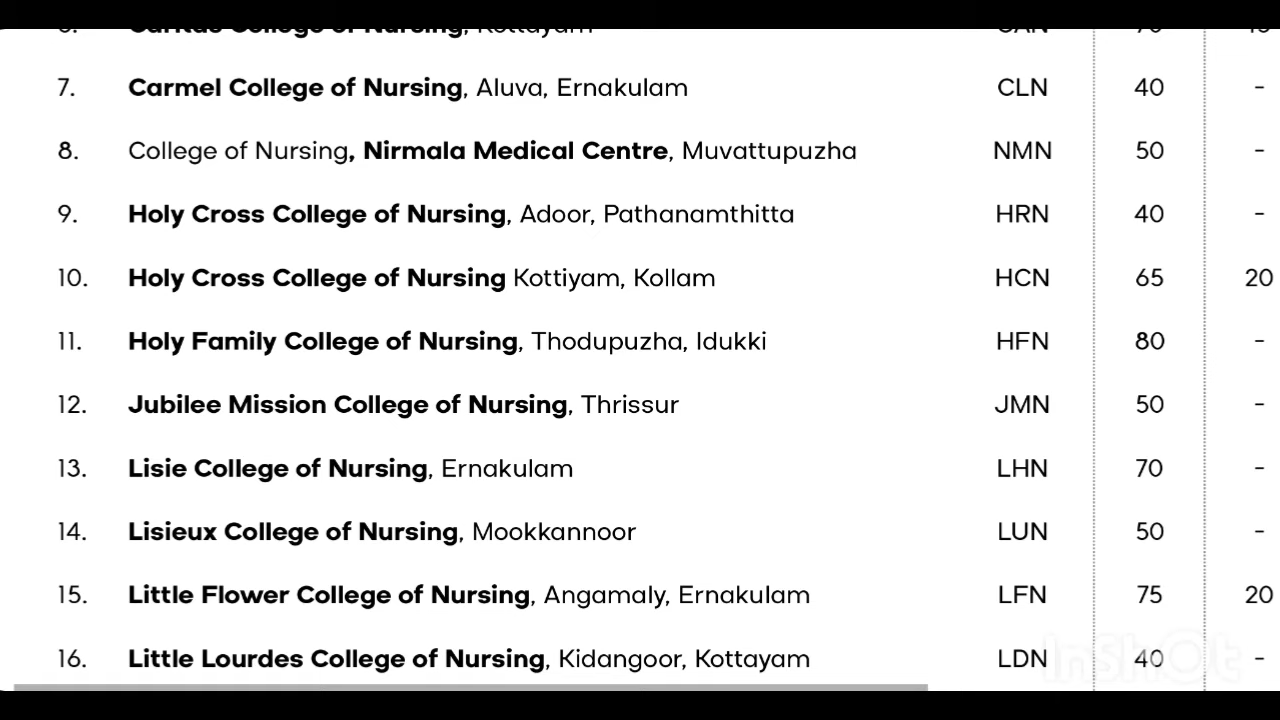 7. Carmel College of Nursing, Aluva, Ernakulam CLN 40 -
8. College of Nursing, Nirmala Medical Centre, Muvattupuzha NMN 50 -
9. Holy Cross College of Nursing, Adoor, Pathanamthitta HRN 40 -
10. Holy Cross College of Nursing Kottiyam, Kollam HCN 65 20
11. Holy Family College of Nursing, Thodupuzha, Idukki HFN 80 -
12. Jubilee Mission College of Nursing, Thrissur JMN 50 -
13. Lisie College of Nursing, Ernakulam LHN 70 -
14. Lisieux College of Nursing, Mookkannoor LUN 50 -
15. Little Flower College of Nursing, Angamaly, Ernakulam LFN 75 20
16. Little Lourdes College of Nursing, Kidangoor, Kottayam LDN 40 -
InShOt